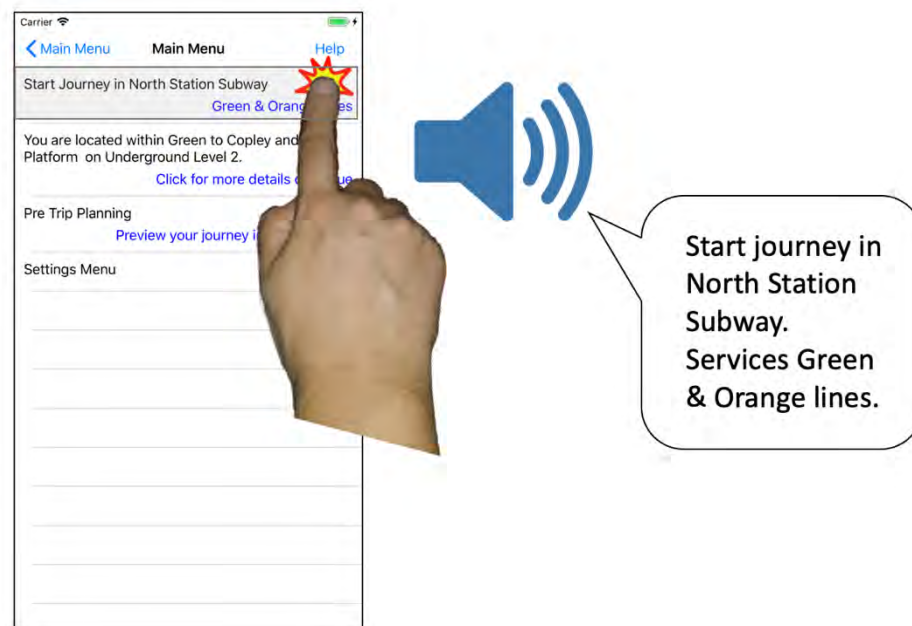 Carrier
Main Menu Main Menu Help
Start Journey in North Station Subway
Green & Orang es
You are located within Green to Copley and
Platform on Underground Level 2.
Click for more details ue
Pre Trip Planning
Preview your journey i
Settings Menu
Start journey in
North Station
Subway.
Services Green
& Orange lines.